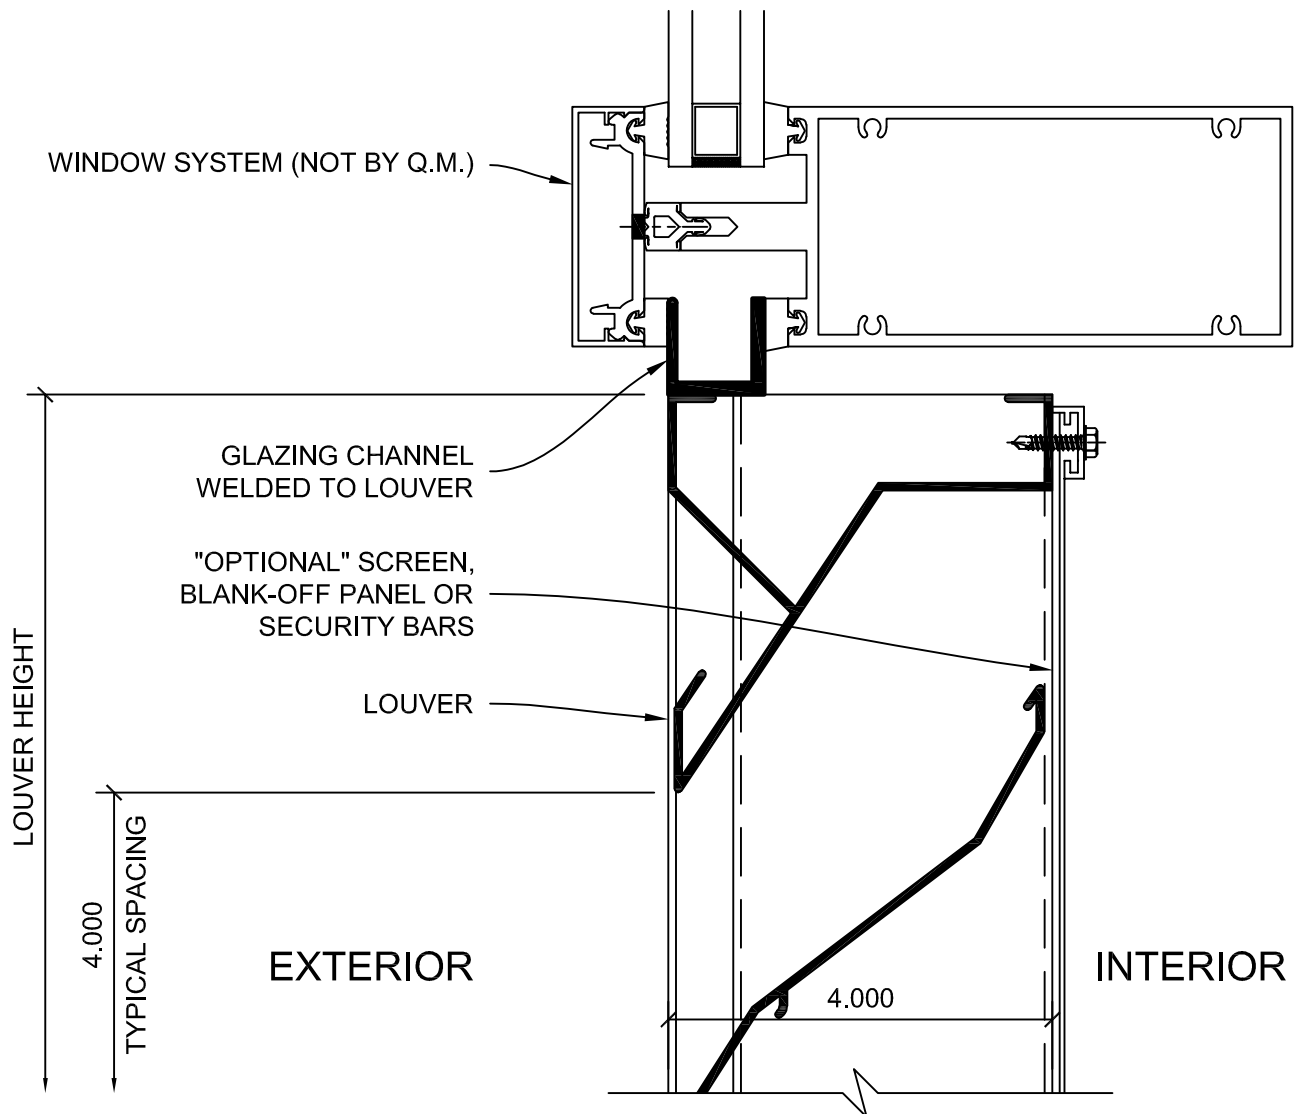 WINDOW SYSTEM (NOT BY Q.M.)
GLAZING CHANNEL
WELDED TO LOUVER
"OPTIONAL" SCREEN,
BLANK-OFF PANEL OR
SECURITY BARS
LOUVER
LOUVER HEIGHT
4.000
TYPICAL SPACING
EXTERIOR
4.000
INTERIOR